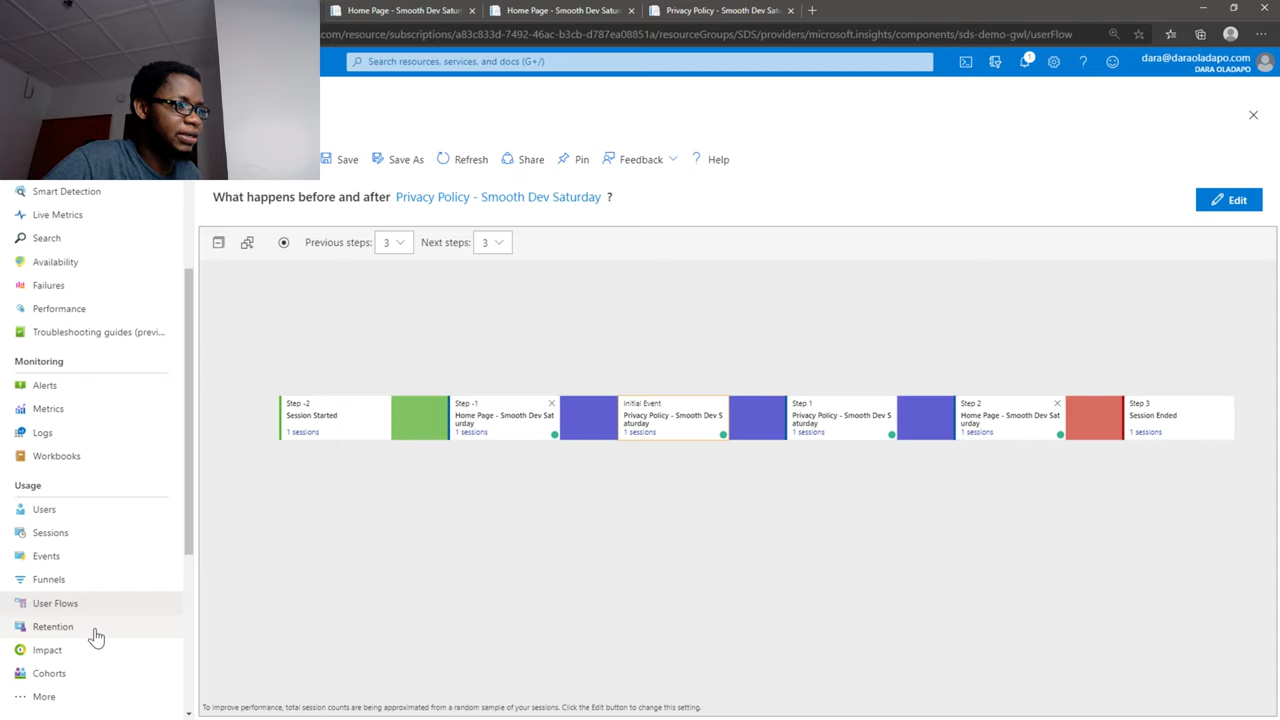 Home Page - Smooth Dev Satur
Home Page - Smooth Dev Satur
Privacy Policy - Smooth Dev Sat
.com/resource/subscriptions/a83c833d-7492-46ac-b3cb-d787ea08851a/resourceGroups/SDS/providers/microsoft.insights/components/sds-demo-gwl/userFlow
Search resources, services, and docs (G+/)
1
dara@daraoladapo.com
DARA OLADAPO
Save
Save As
Refresh
Share
Pin
Feedback
Help
What happens before and after Privacy Policy - Smooth Dev Saturday ?
Edit
Previous steps: 3
Next steps: 3
Smart Detection
Live Metrics
Search
Availability
Failures
Performance
Troubleshooting guides (previ...
Monitoring
Alerts
Metrics
Logs
Workbooks
Usage
Users
Sessions
Events
Funnels
User Flows
Retention
Impact
Cohorts
More
Step -2
Session Started
1 sessions
Step -1
Home Page - Smooth Dev Sat
urday
1 sessions
Initial Event
Privacy Policy - Smooth Dev S
aturday
1 sessions
Step 1
Privacy Policy - Smooth Dev S
aturday
1 sessions
Step 2
Home Page - Smooth Dev Sat
urday
1 sessions
Step 3
Session Ended
1 sessions
To improve performance, total session counts are being approximated from a random sample of your sessions. Click the Edit button to change this setting.